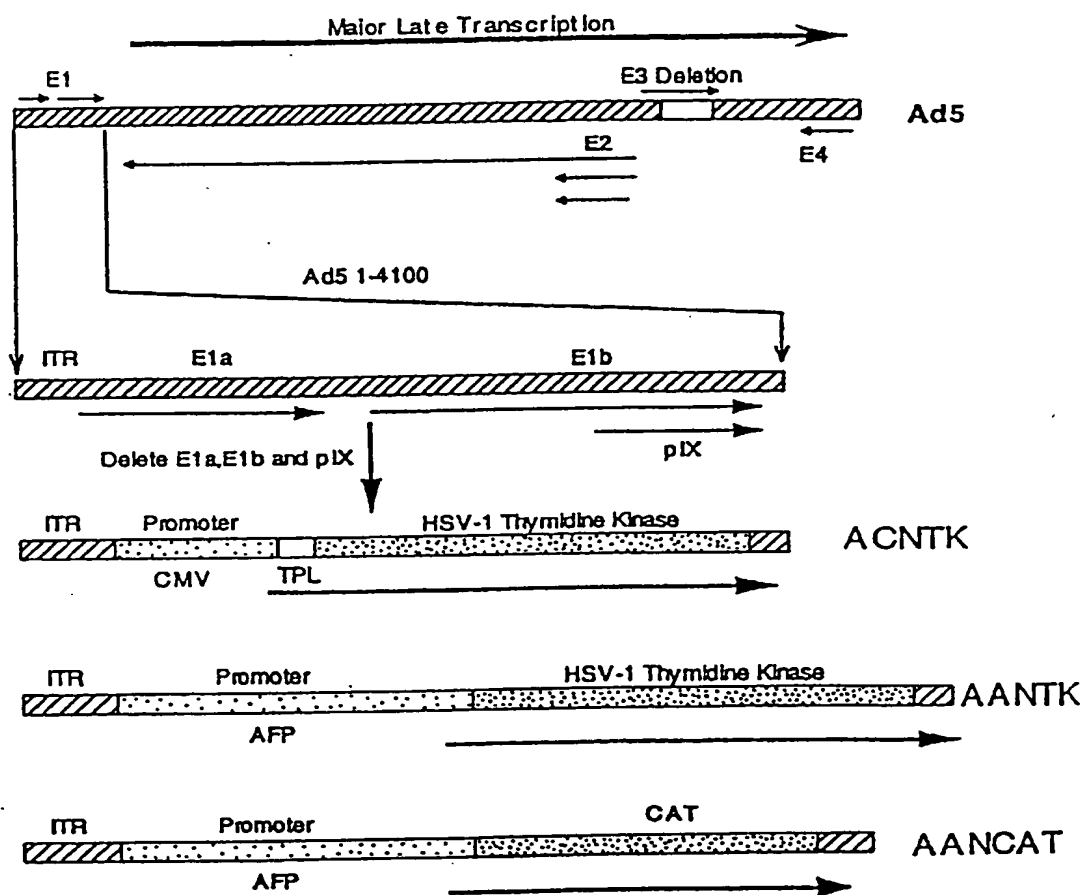 Major Late Transcription
E1
E3 Deletion
Ad5
E2
E4
Ad5 1-4100
ITR E1a E1b
Delete E1a,E1b and pIX
pIX
ITR Promoter HSV-1 Thymidine Kinase
ACNTK
CMV TPL
ITR Promoter HSV-1 Thymidine Kinase
AANTK
AFP
ITR Promoter CAT
AANCAT
AFP